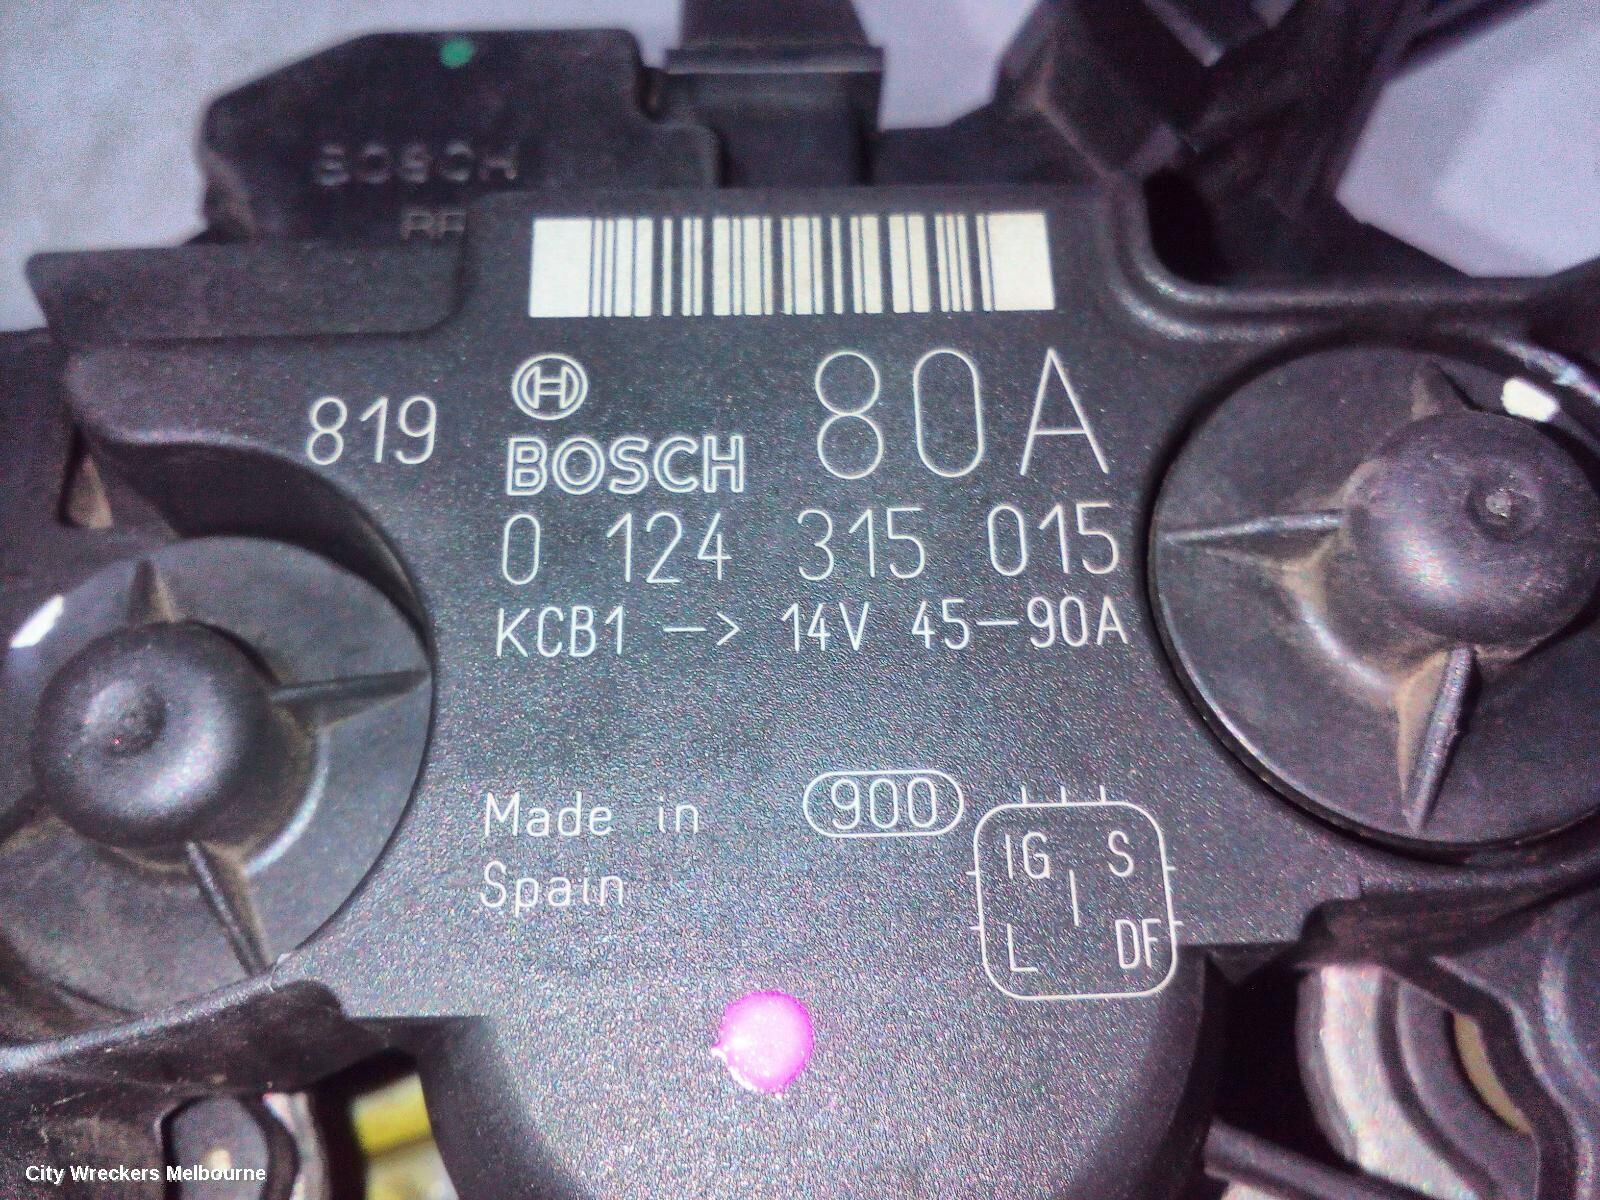 BOSCH
RF
819
BOSCH 80A
0 124 315 015
KCB1 -> 14V 45-90A
Made in
Spain
900
IG S
L DF
City Wreckers Melbourne